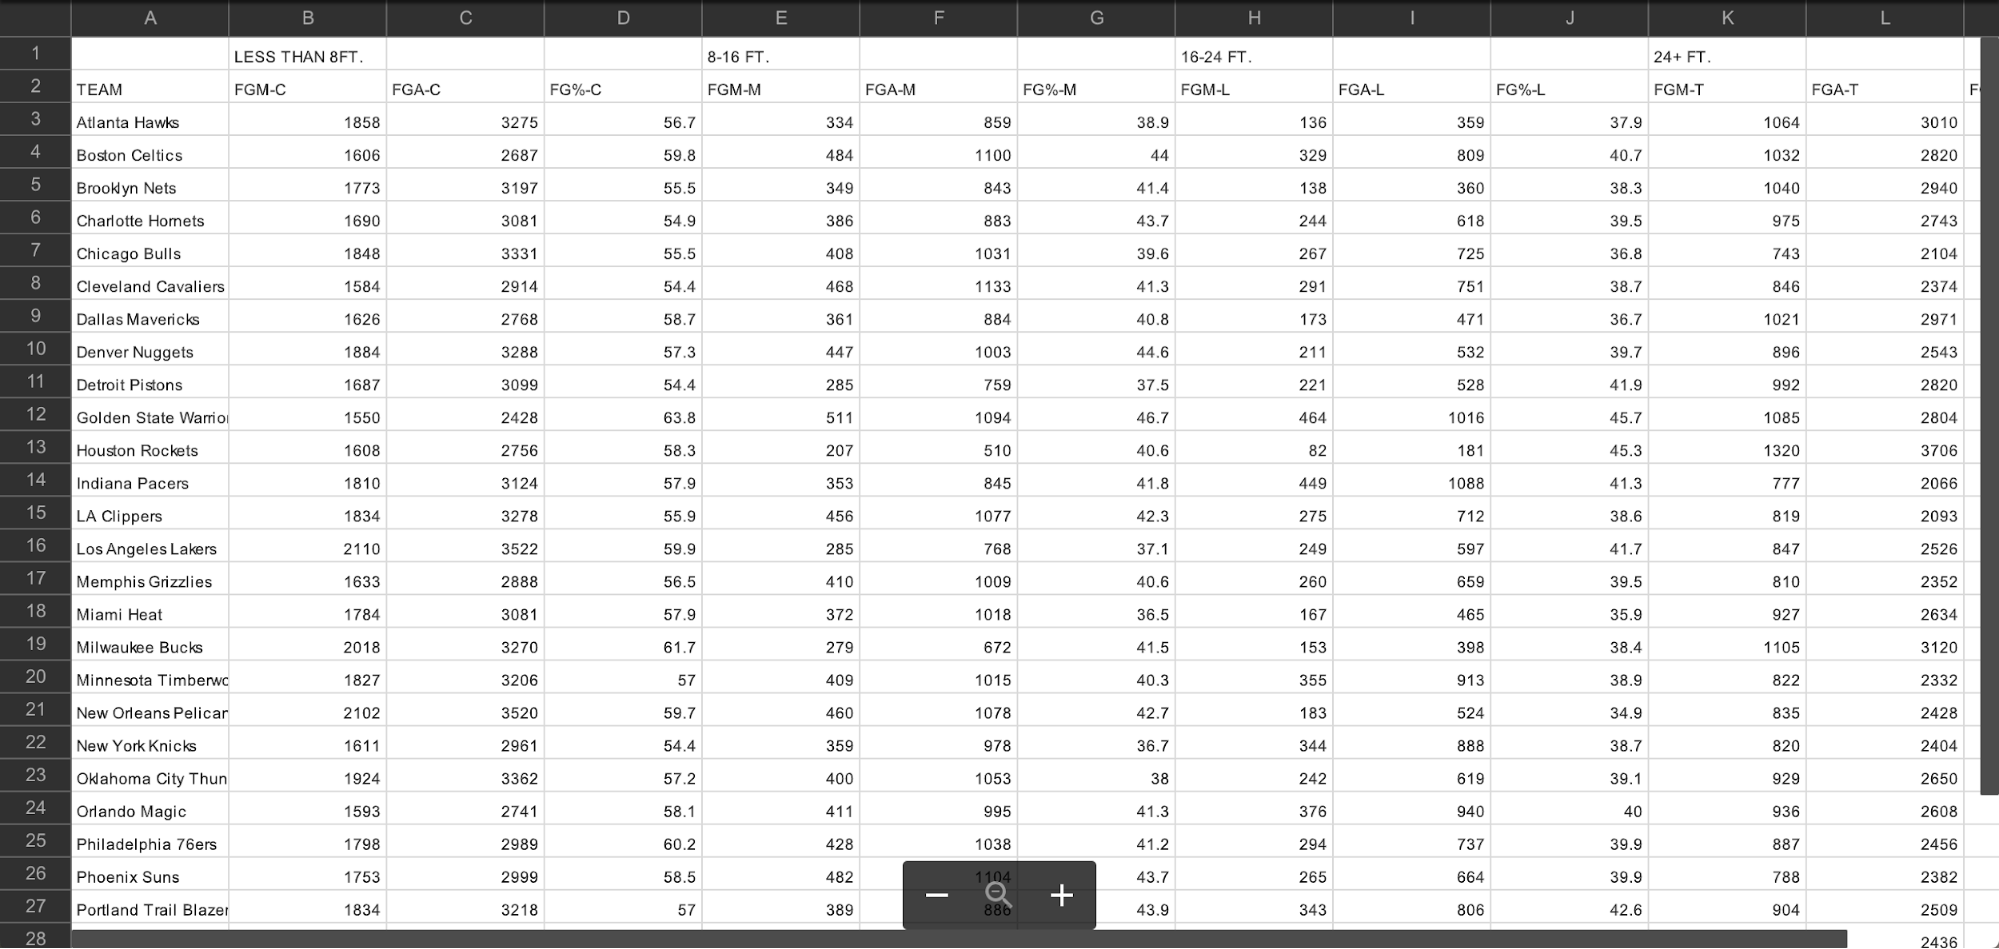 A B C D E F G H I J K L
1 LESS THAN 8FT. 8-16 FT. 16-24 FT. 24+ FT.
2 TEAM FGM-C FGA-C FG%-C FGM-M FGA-M FG%-M FGM-L FGA-L FG%-L FGM-T FGA-T
3 Atlanta Hawks 1858 3275 56.7 334 859 38.9 136 359 37.9 1064 3010
4 Boston Celtics 1606 2687 59.8 484 1100 44 329 809 40.7 1032 2820
5 Brooklyn Nets 1773 3197 55.5 349 843 41.4 138 360 38.3 1040 2940
6 Charlotte Hornets 1690 3081 54.9 386 883 43.7 244 618 39.5 975 2743
7 Chicago Bulls 1848 3331 55.5 408 1031 39.6 267 725 36.8 743 2104
8 Cleveland Cavaliers 1584 2914 54.4 468 1133 41.3 291 751 38.7 846 2374
9 Dallas Mavericks 1626 2768 58.7 361 884 40.8 173 471 36.7 1021 2971
10 Denver Nuggets 1884 3288 57.3 447 1003 44.6 211 532 39.7 896 2543
11 Detroit Pistons 1687 3099 54.4 285 759 37.5 221 528 41.9 992 2820
12 Golden State Warrio 1550 2428 63.8 511 1094 46.7 464 1016 45.7 1085 2804
13 Houston Rockets 1608 2756 58.3 207 510 40.6 82 181 45.3 1320 3706
14 Indiana Pacers 1810 3124 57.9 353 845 41.8 449 1088 41.3 777 2066
15 LA Clippers 1834 3278 55.9 456 1077 42.3 275 712 38.6 819 2093
16 Los Angeles Lakers 2110 3522 59.9 285 768 37.1 249 597 41.7 847 2526
17 Memphis Grizzlies 1633 2888 56.5 410 1009 40.6 260 659 39.5 810 2352
18 Miami Heat 1784 3081 57.9 372 1018 36.5 167 465 35.9 927 2634
19 Milwaukee Bucks 2018 3270 61.7 279 672 41.5 153 398 38.4 1105 3120
20 Minnesota Timberwo 1827 3206 57 409 1015 40.3 355 913 38.9 822 2332
21 New Orleans Pelican 2102 3520 59.7 460 1078 42.7 183 524 34.9 835 2428
22 New York Knicks 1611 2961 54.4 359 978 36.7 344 888 38.7 820 2404
23 Oklahoma City Thun 1924 3362 57.2 400 1053 38 242 619 39.1 929 2650
24 Orlando Magic 1593 2741 58.1 411 995 41.3 376 940 40 936 2608
25 Philadelphia 76ers 1798 2989 60.2 428 1038 41.2 294 737 39.9 887 2456
26 Phoenix Suns 1753 2999 58.5 482 1104 43.7 265 664 39.9 788 2382
27 Portland Trail Blazer 1834 3218 57 389 886 43.9 343 806 42.6 904 2509
28 2436